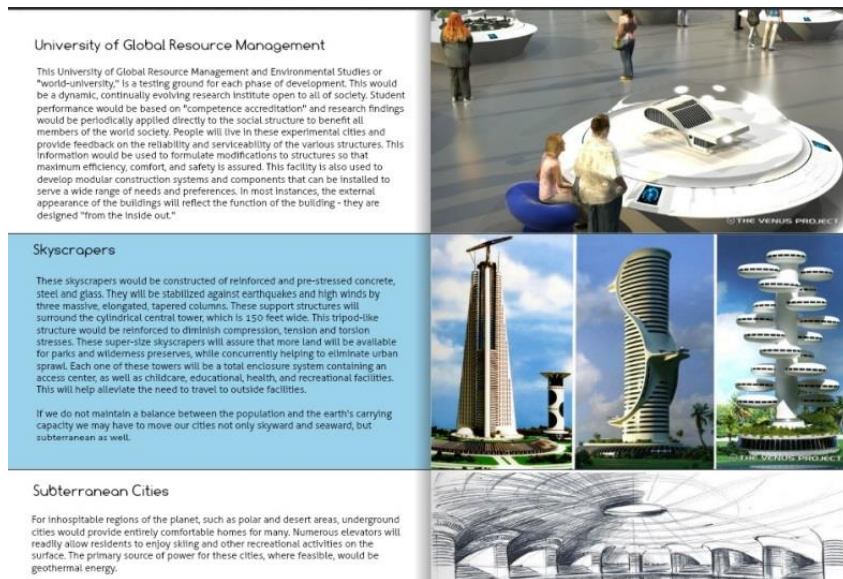 University of Global Resource Management
This University of Global Resource Management and Environmental Studies or
"world-university," is a testing ground for each phase of development. This would
be a dynamic, continually evolving research institute open to all of society. Student
performance would be based on "competence accreditation" and research findings
would be periodically applied directly to the social structure to benefit all
members of the world society. People will live in these experimental cities and
provide feedback on the reliability and serviceability of the various structures. This
information would be used to formulate modifications to structures so that
maximum efficiency, comfort, and safety is assured. This facility is also used to
develop modular construction systems and components that can be installed to
serve a wide range of needs and preferences. In most instances, the external
appearance of the buildings will reflect the function of the building - they are
designed "from the inside out."
© THE VENUS PROJECT
Skyscrapers
These skyscrapers would be constructed of reinforced and pre-stressed concrete,
steel and glass. They will be stabilized against earthquakes and high winds by
three massive, elongated, tapered columns. These support structures will
surround the cylindrical central tower, which is 150 feet wide. This tripod-like
structure would be reinforced to diminish compression, tension and torsion
stresses. These super-size skyscrapers will assure that more land will be available
for parks and wilderness preserves, while concurrently helping to eliminate urban
sprawl. Each one of these towers will be a total enclosure system containing an
access center, as well as childcare, educational, health, and recreational facilities.
This will help alleviate the need to travel to outside facilities.
If we do not maintain a balance between the population and the earth's carrying
capacity we may have to move our cities not only skyward and seaward, but
subterranean as well.
© THE VENUS PROJECT
Subterranean Cities
For inhospitable regions of the planet, such as polar and desert areas, underground
cities would provide entirely comfortable homes for many. Numerous elevators will
readily allow residents to enjoy skiing and other recreational activities on the
surface. The primary source of power for these cities, where feasible, would be
geothermal energy.